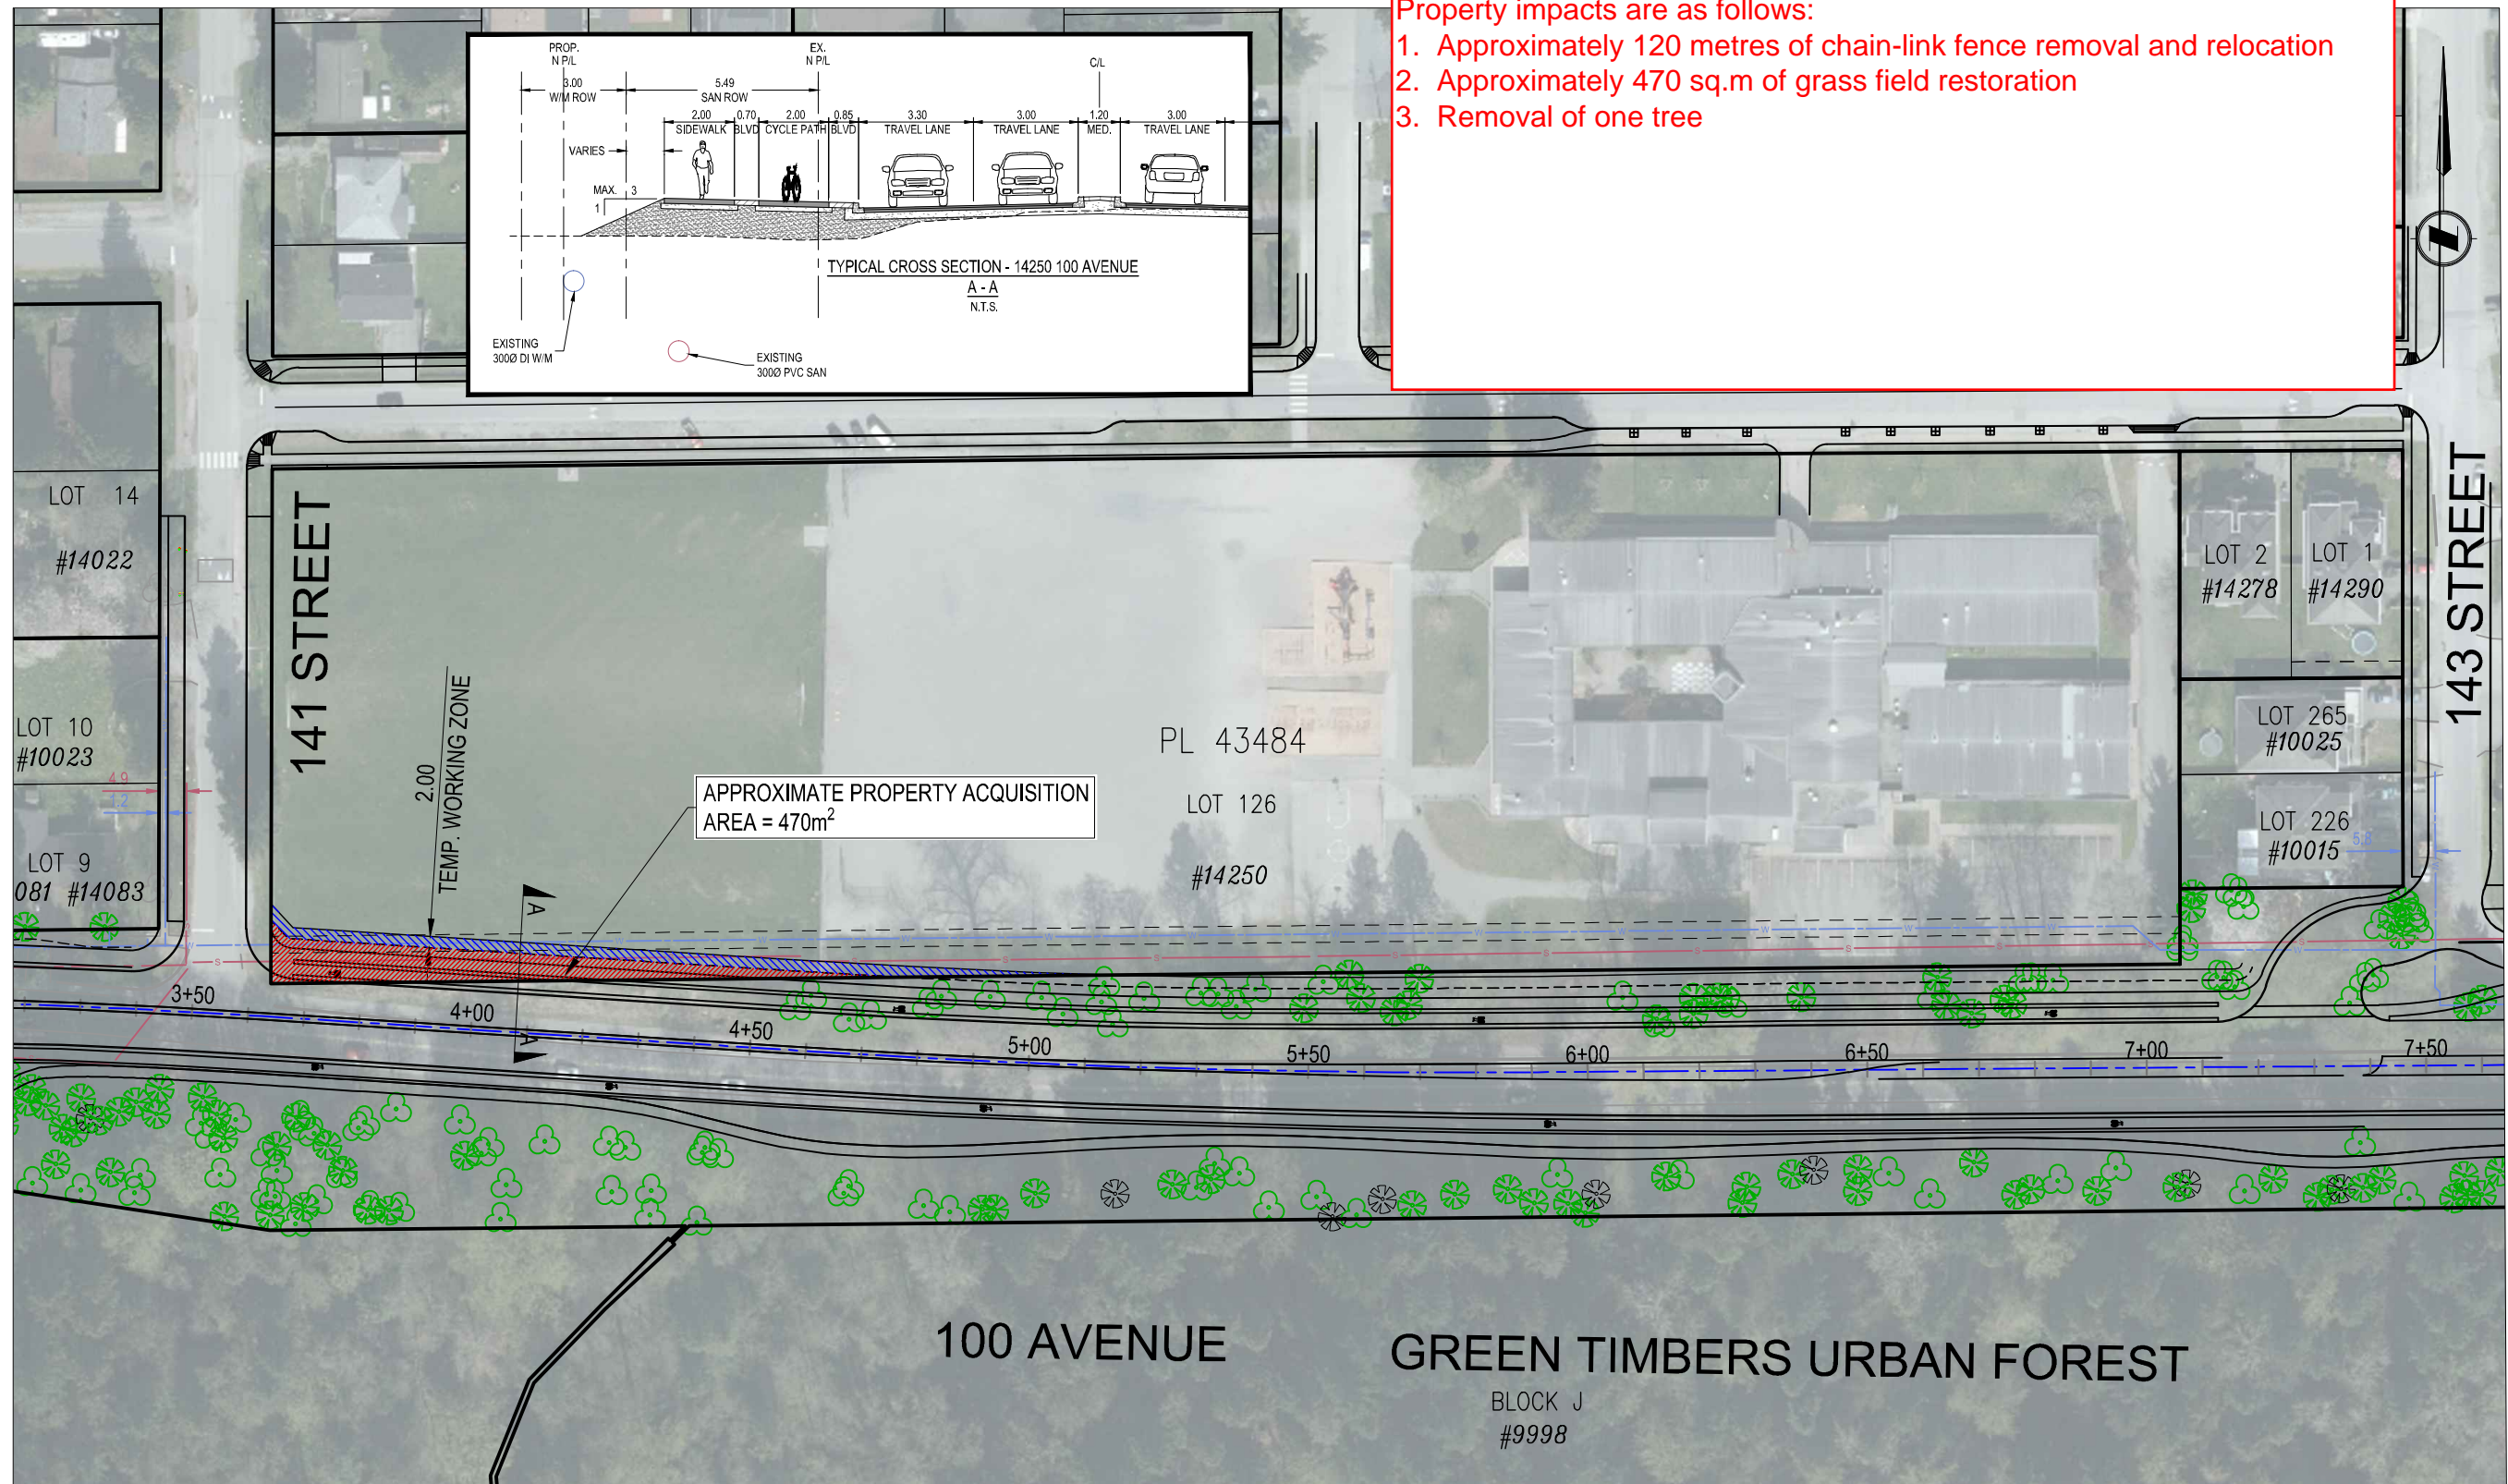 Property impacts are as follows:
1. Approximately 120 metres of chain-link fence removal and relocation
2. Approximately 470 sq.m of grass field restoration
3. Removal of one tree
PROP.
N P/L
EX.
N P/L
C/L
3.00
W/M ROW
5.49
SAN ROW
2.00
SIDEWALK
0.70
BLVD
2.00
CYCLE PATH
0.85
BLVD
3.30
TRAVEL LANE
3.00
TRAVEL LANE
1.20
MED.
3.00
TRAVEL LANE
VARIES
MAX. 3
1
TYPICAL CROSS SECTION - 14250 100 AVENUE
A - A
N.T.S.
EXISTING
300Ø DI W/M
EXISTING
300Ø PVC SAN
LOT 14
#14022
LOT 10
#10023
4.9
LOT 9
081 #14083
141 STREET
2.00
TEMP. WORKING ZONE
APPROXIMATE PROPERTY ACQUISITION
AREA = 470m²
A
A
PL 43484
LOT 126
#14250
LOT 2
#14278
LOT 1
#14290
LOT 265
#10025
LOT 226
#10015
5.8
143 STREET
W W W W W W W W W
S S S S S S S S
3+50
4+00
4+50
5+00
5+50
6+00
6+50
7+00
7+50
100 AVENUE
GREEN TIMBERS URBAN FOREST
BLOCK J
#9998